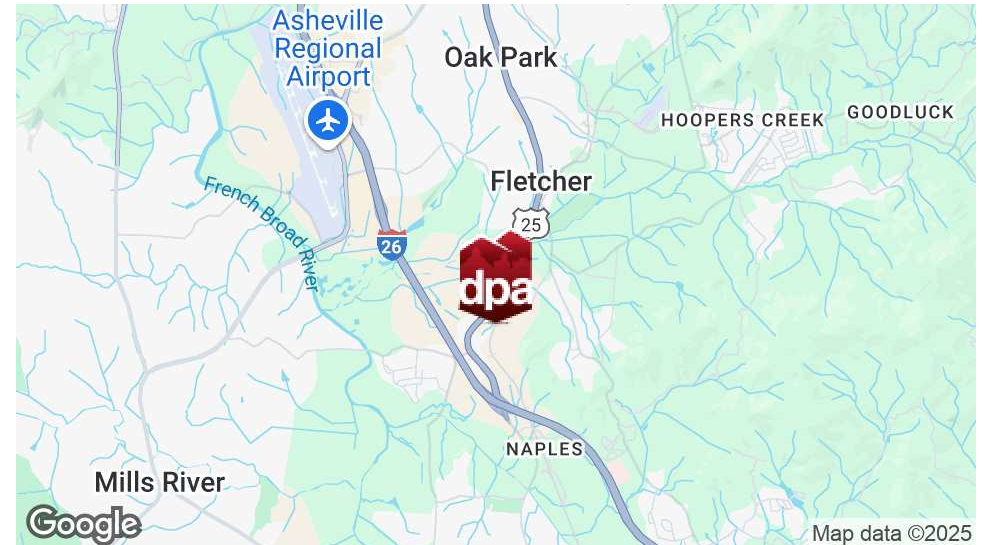 Asheville
Regional
Airport
Oak Park
HOOPERS CREEK
GOODLUCK
Fletcher
French Broad River
25
26
dpa
NAPLES
Mills River
Google
Map data ©2025